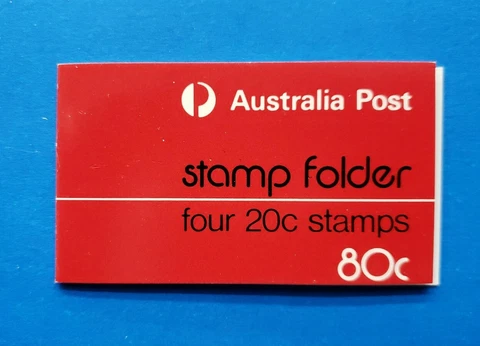 Australia Post
stamp folder
four 20c stamps
80c